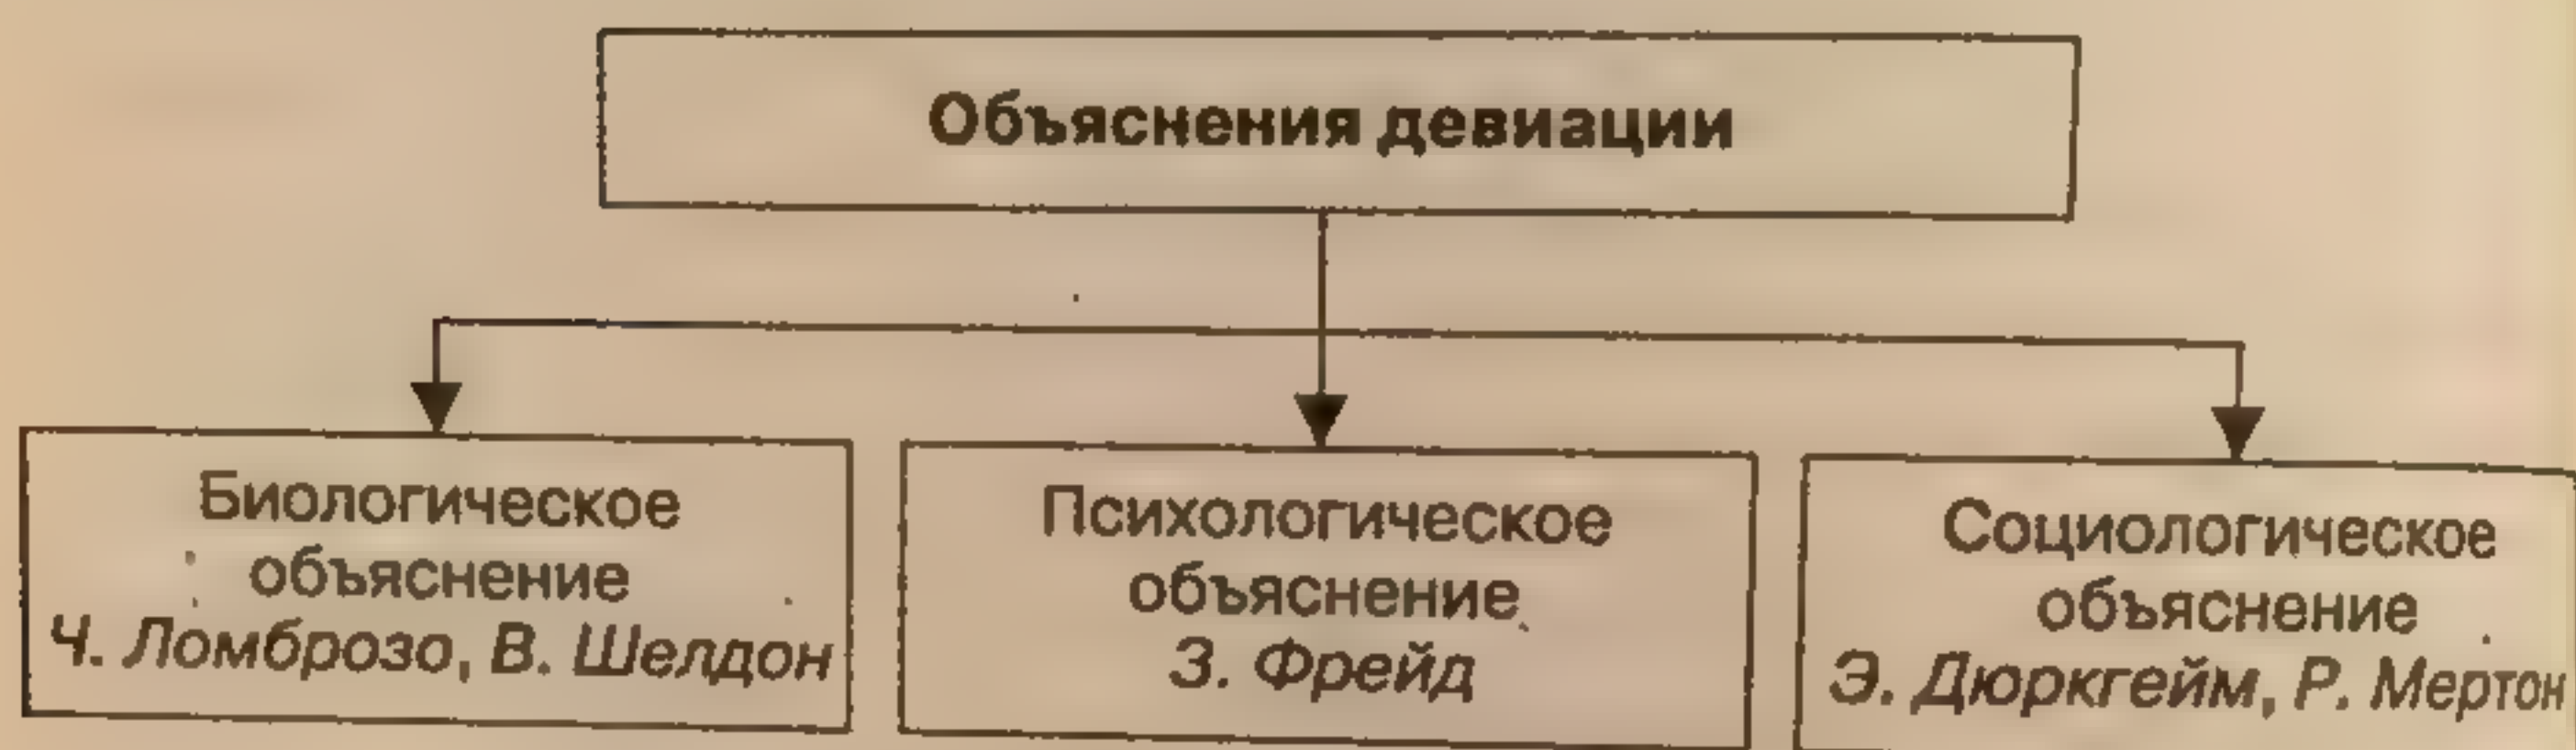 Объяснения девиации
Биологическое
объяснение
Ч. Ломброзо, В. Шелдон
Психологическое
объяснение
З. Фрейд
Социологическое
объяснение
Э. Дюркгейм, Р. Мертон